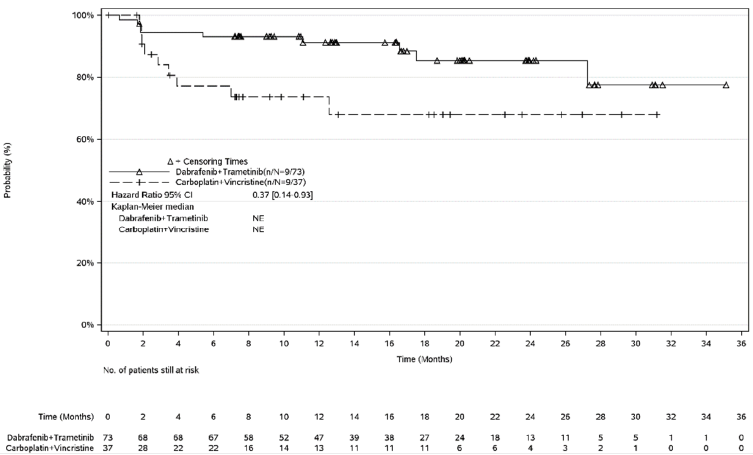 100%
80%
60%
40%
20%
0%
Probability (%)
△ + Censoring Times
Dabrafenib+Trametinib(n/N=9/73)
Carboplatin+Vincristine(n/N=9/37)
Hazard Ratio 95% CI 0.37 [0.14-0.93]
Kaplan-Meier median
Dabrafenib+Trametinib NE
Carboplatin+Vincristine NE
0 2 4 6 8 10 12 14 16 18 20 22 24 26 28 30 32 34 36
Time (Months)
No. of patients still at risk
Time (Months) 0 2 4 6 8 10 12 14 16 18 20 22 24 26 28 30 32 34 36
Dabrafenib+Trametinib 73 68 68 67 58 52 47 39 38 27 24 18 13 11 5 5 1 1 0
Carboplatin+Vincristine 37 28 22 22 16 14 13 11 11 11 6 6 4 3 2 1 0 0 0